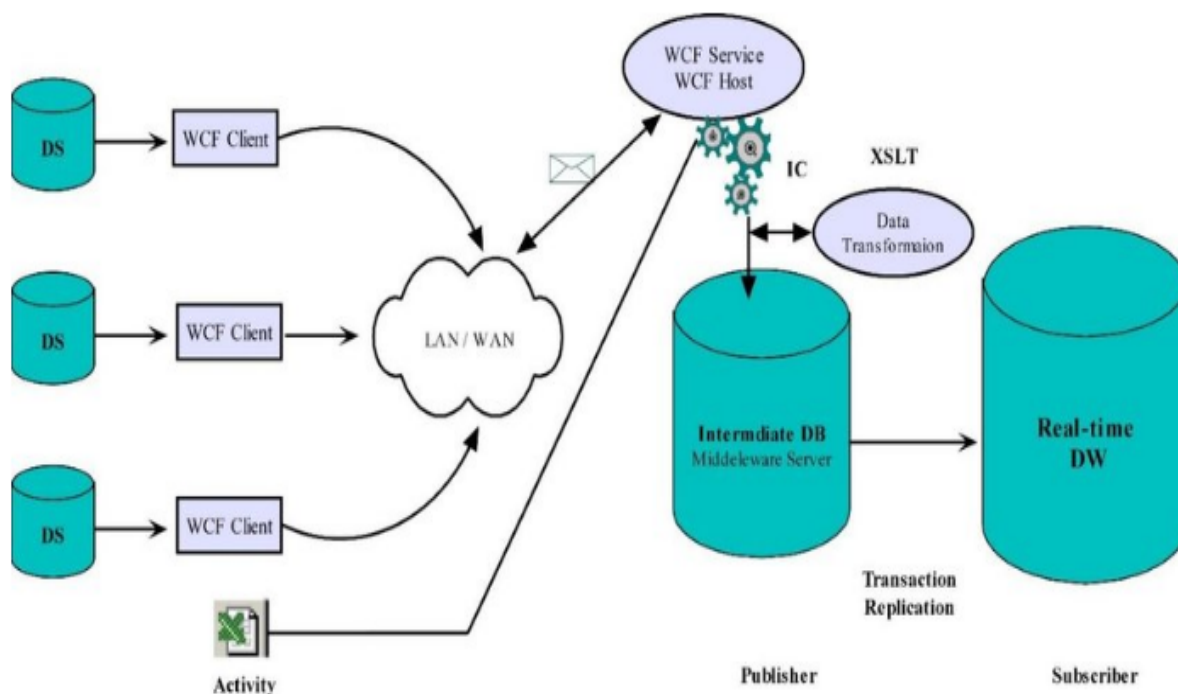 WCF Service
WCF Host
DS
WCF Client
IC
XSLT
Data
Transformaion
DS
WCF Client
LAN / WAN
Intermdiate DB
Middeleware Server
Real-time
DW
DS
WCF Client
Transaction
Replication
Activity
Publisher
Subscriber